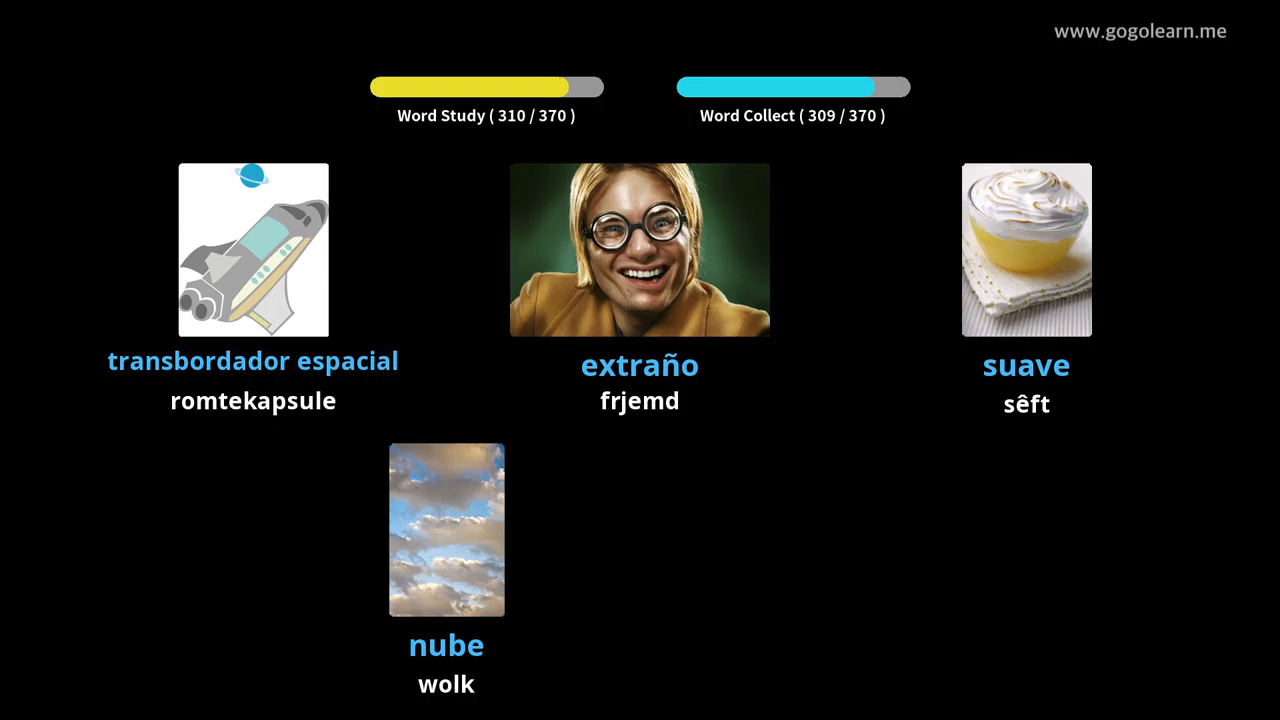 www.gogolearn.me
Word Study ( 310 / 370 )
Word Collect ( 309 / 370 )
transbordador espacial
romtekapsule
extraño
frjemd
suave
sêft
nube
wolk